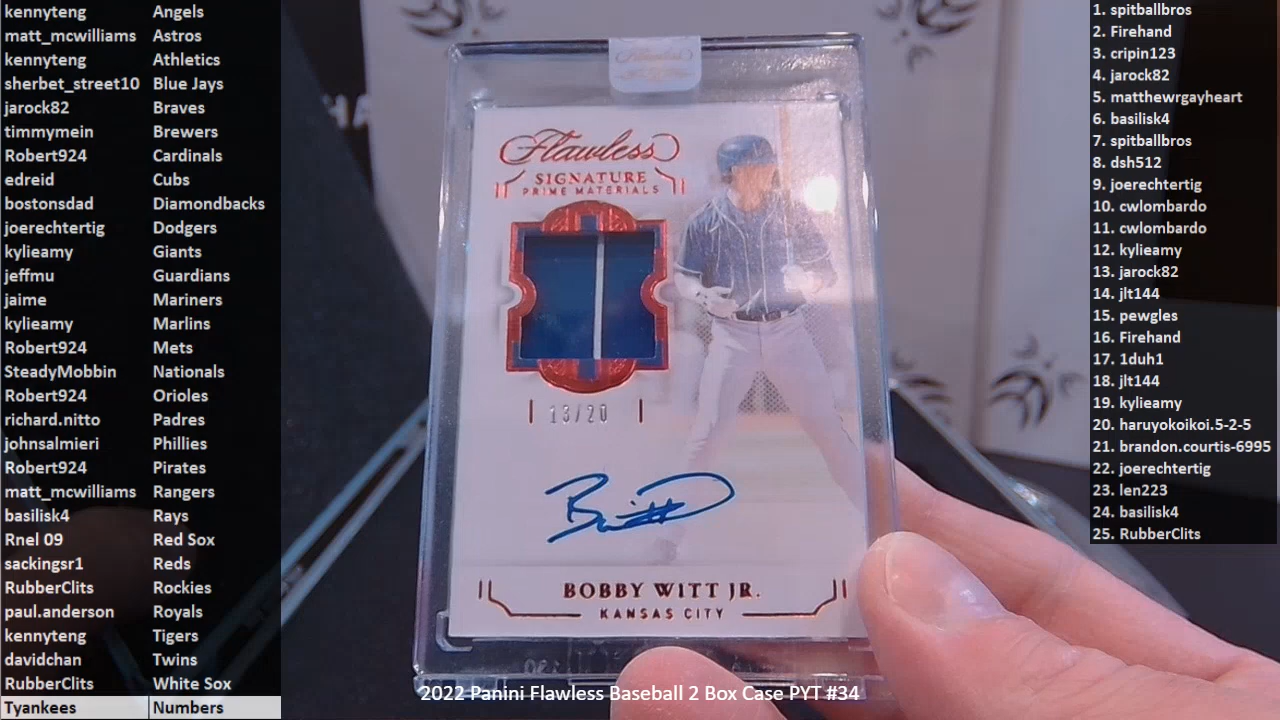 kennyteng Angels
matt_mcwilliams Astros
kennyteng Athletics
sherbet_street10 Blue Jays
jarock82 Braves
timmymein Brewers
Robert924 Cardinals
edreid Cubs
bostonsdad Diamondbacks
joerechtertig Dodgers
kylieamy Giants
jeffmu Guardians
jaime Mariners
kylieamy Marlins
Robert924 Mets
SteadyMobbin Nationals
Robert924 Orioles
richard.nitto Padres
johnsalmieri Phillies
Robert924 Pirates
matt_mcwilliams Rangers
basilisk4 Rays
Rnel 09 Red Sox
sackingsr1 Reds
RubberClits Rockies
paul.anderson Royals
kennyteng Tigers
davidchan Twins
RubberClits White Sox
Tyankees Numbers
Flawless
Flawless
SIGNATURE
PRIME MATERIALS
13/20
BOBBY WITT JR.
KANSAS CITY
2022 Panini Flawless Baseball 2 Box Case PYT #34
1. spitballbros
2. Firehand
3. cripin123
4. jarock82
5. matthewrgayheart
6. basilisk4
7. spitballbros
8. dsh512
9. joerechtertig
10. cwlombardo
11. cwlombardo
12. kylieamy
13. jarock82
14. jlt144
15. pewgles
16. Firehand
17. 1duh1
18. jlt144
19. kylieamy
20. haruyokoikoi.5-2-5
21. brandon.courtis-6995
22. joerechtertig
23. len223
24. basilisk4
25. RubberClits